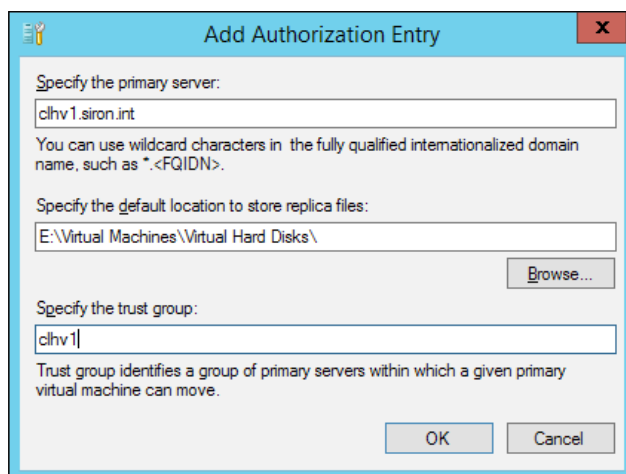 Add Authorization Entry
x
Specify the primary server:
clhv1.siron.int
You can use wildcard characters in the fully qualified internationalized domain
name, such as *.<FQIDN>.
Specify the default location to store replica files:
E:\Virtual Machines\Virtual Hard Disks\
Browse...
Specify the trust group:
clhv1
Trust group identifies a group of primary servers within which a given primary
virtual machine can move.
OK Cancel